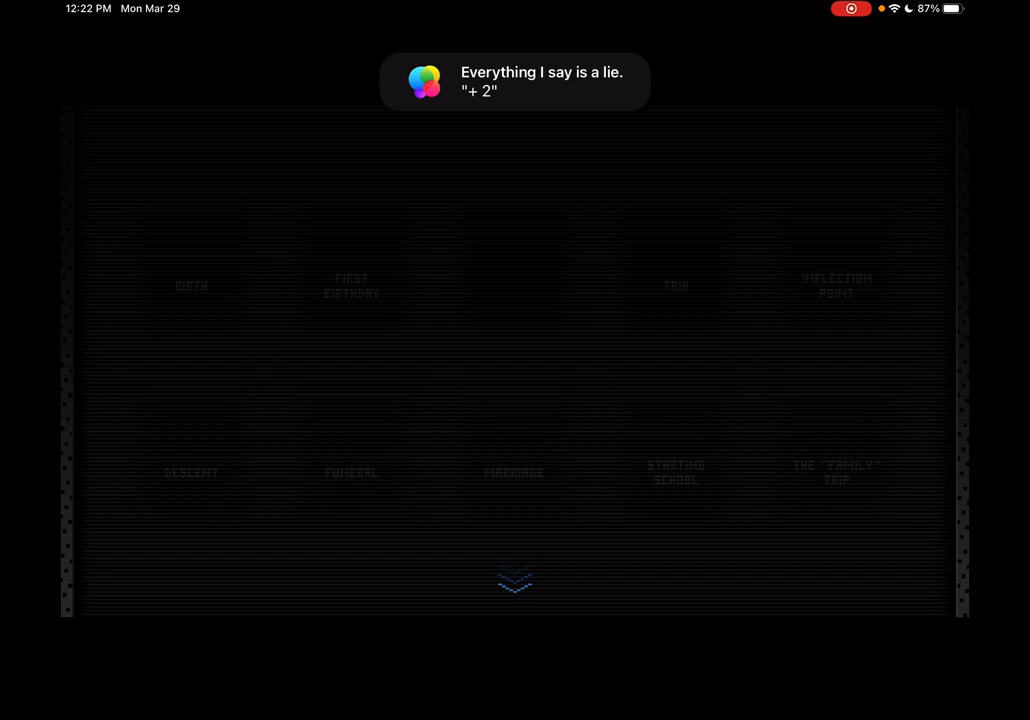 12:22 PM Mon Mar 29
87%
Everything I say is a lie.
"+ 2"
BIRTH
FIRST
BIRTHDAY
TRIP
INFLECTION
POINT
DESCENT
FUNERAL
MARRIAGE
STARTING
SCHOOL
THE "FAMILY"
TRIP